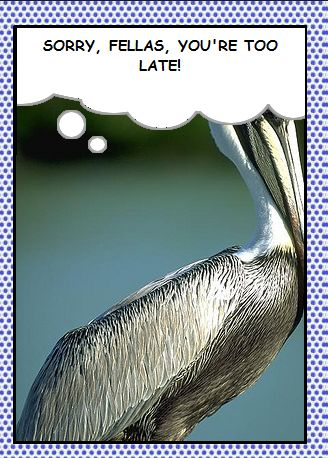 SORRY, FELLAS, YOU'RE TOO
LATE!